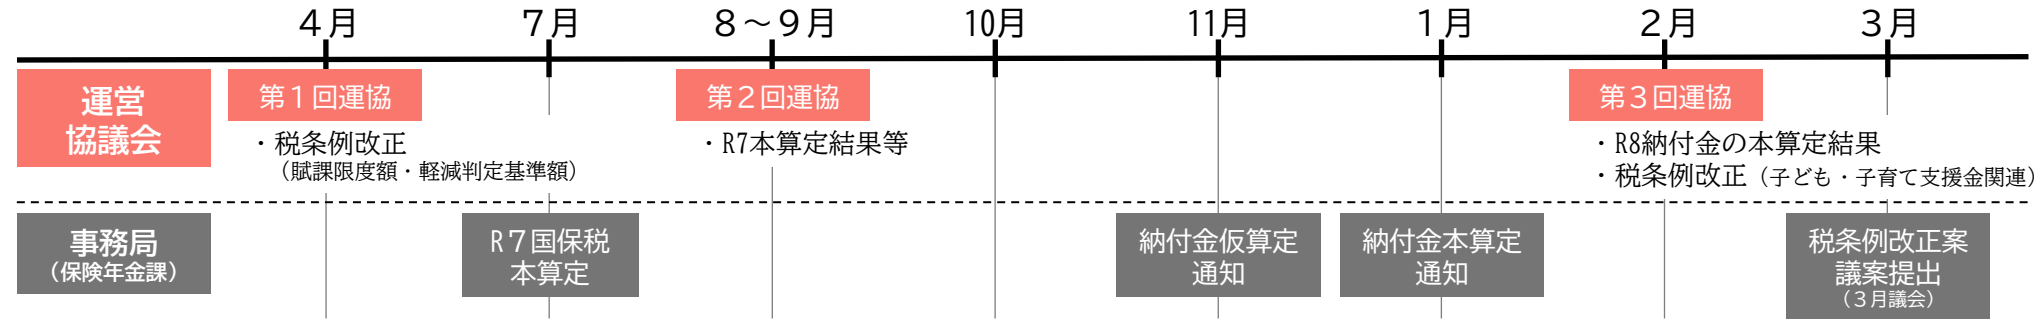 ４月 ７月 ８～９月 10月 11月 １月 ２月 ３月
運営
協議会
第１回運協
・税条例改正
（賦課限度額・軽減判定基準額）
第２回運協
・R7本算定結果等
第３回運協
・R8納付金の本算定結果
・税条例改正（子ども・子育て支援金関連）
事務局
（保険年金課）
R７国保税
本算定
納付金仮算定
通知
納付金本算定
通知
税条例改正案
議案提出
（３月議会）